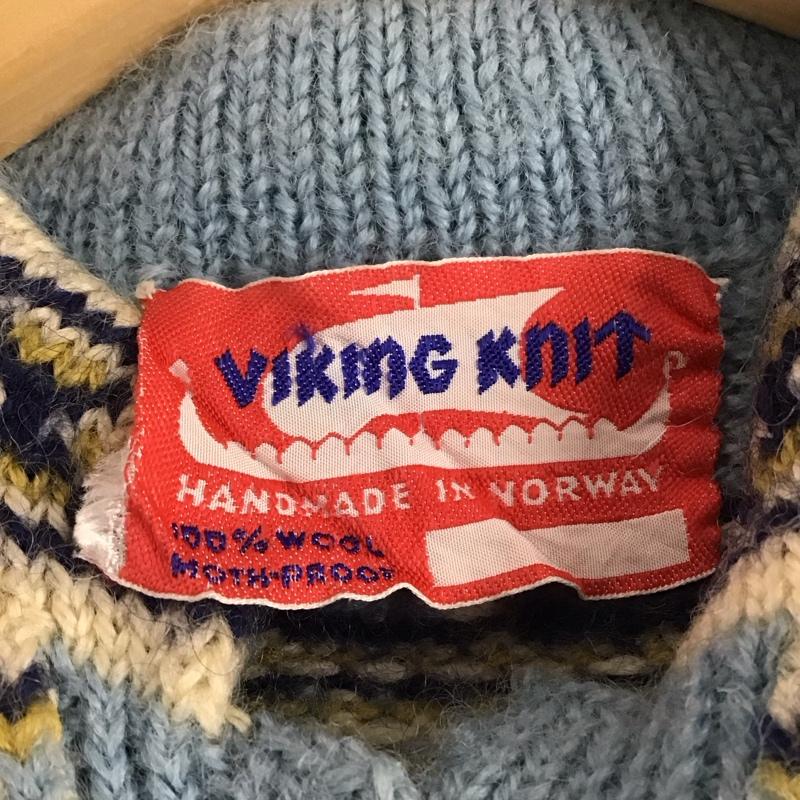 VIKING KNIT
HANDMADE IN NORWAY
100% WOOL
MOTH-PROOF